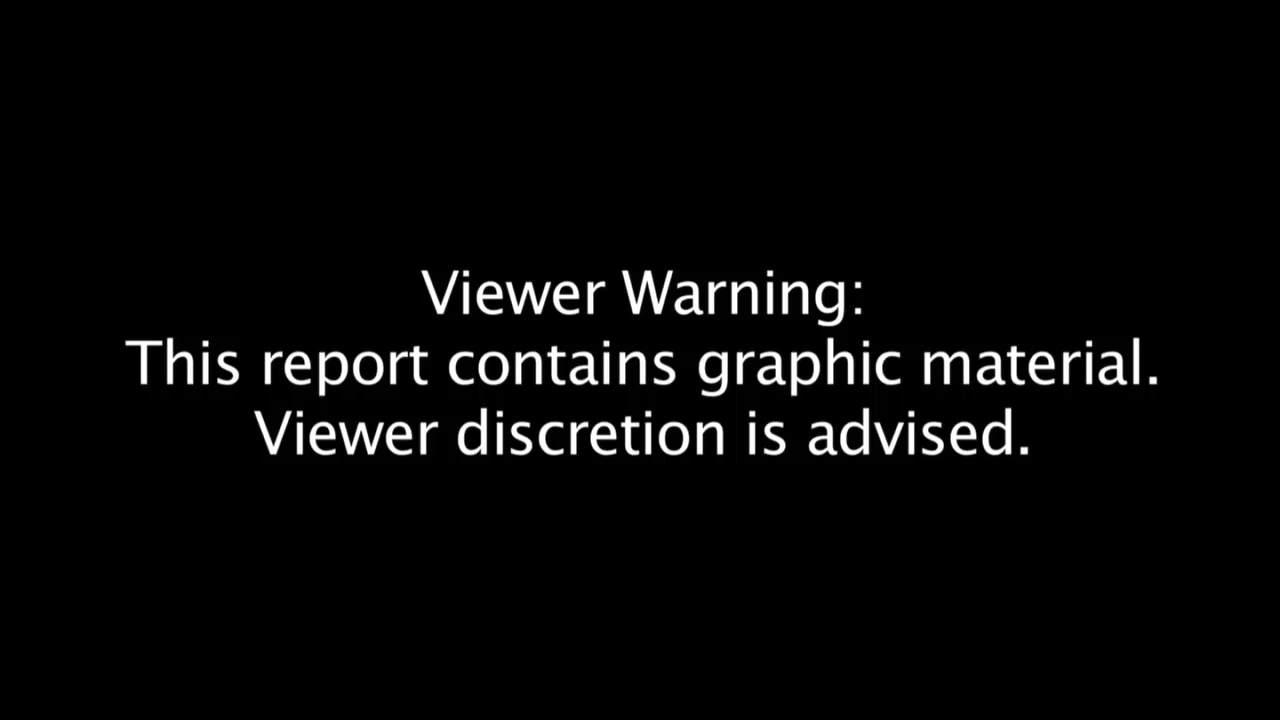 Viewer Warning:
This report contains graphic material.
Viewer discretion is advised.